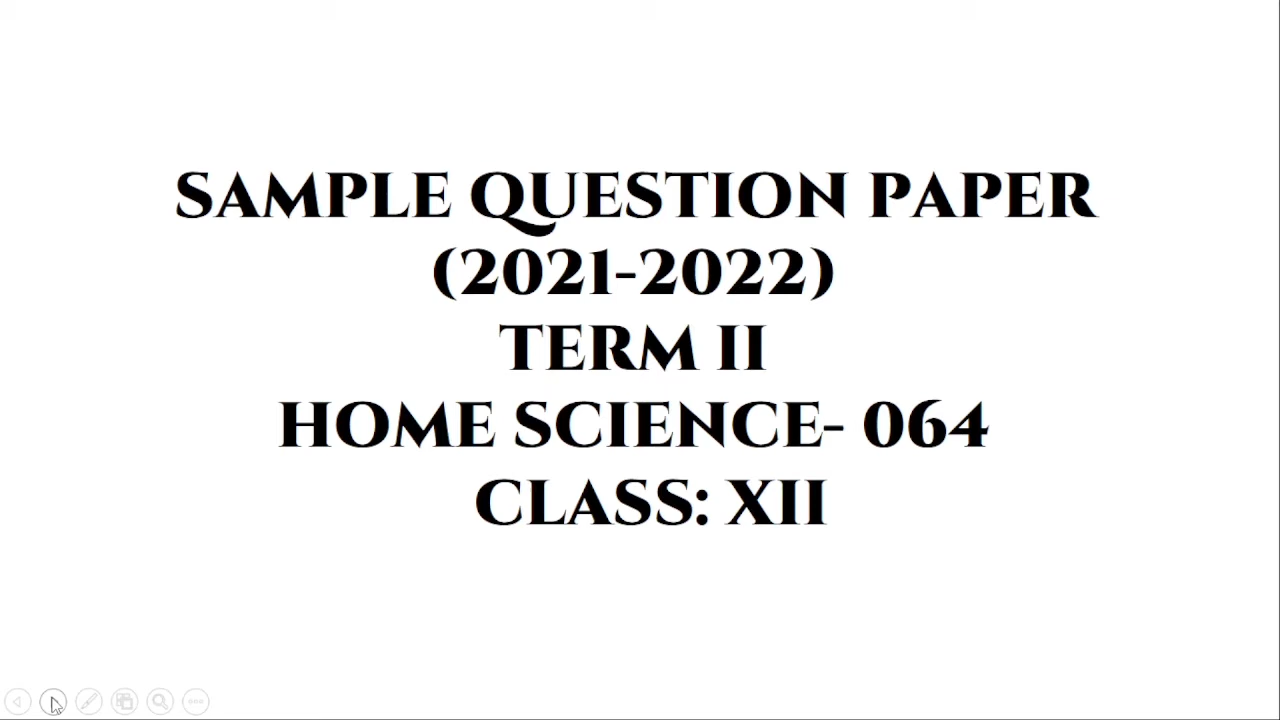 SAMPLE QUESTION PAPER
(2021-2022)
TERM II
HOME SCIENCE- 064
CLASS: XII